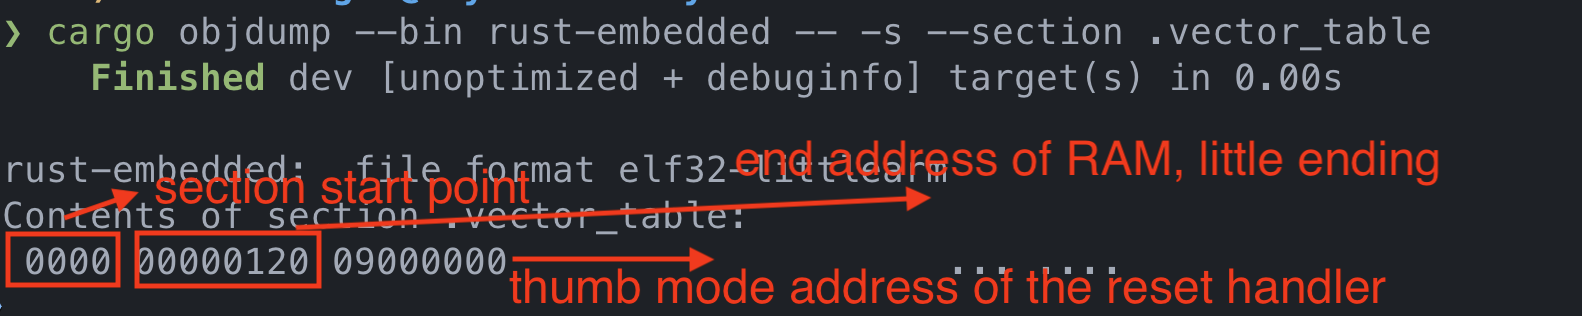 ❯ cargo objdump --bin rust-embedded -- -s --section .vector_table
Finished dev [unoptimized + debuginfo] target(s) in 0.00s
rust-embedded: file format elf32-littlearm
end address of RAM, little ending
section start point
Contents of section .vector_table:
0000 00000120 09000000 ... ....
thumb mode address of the reset handler